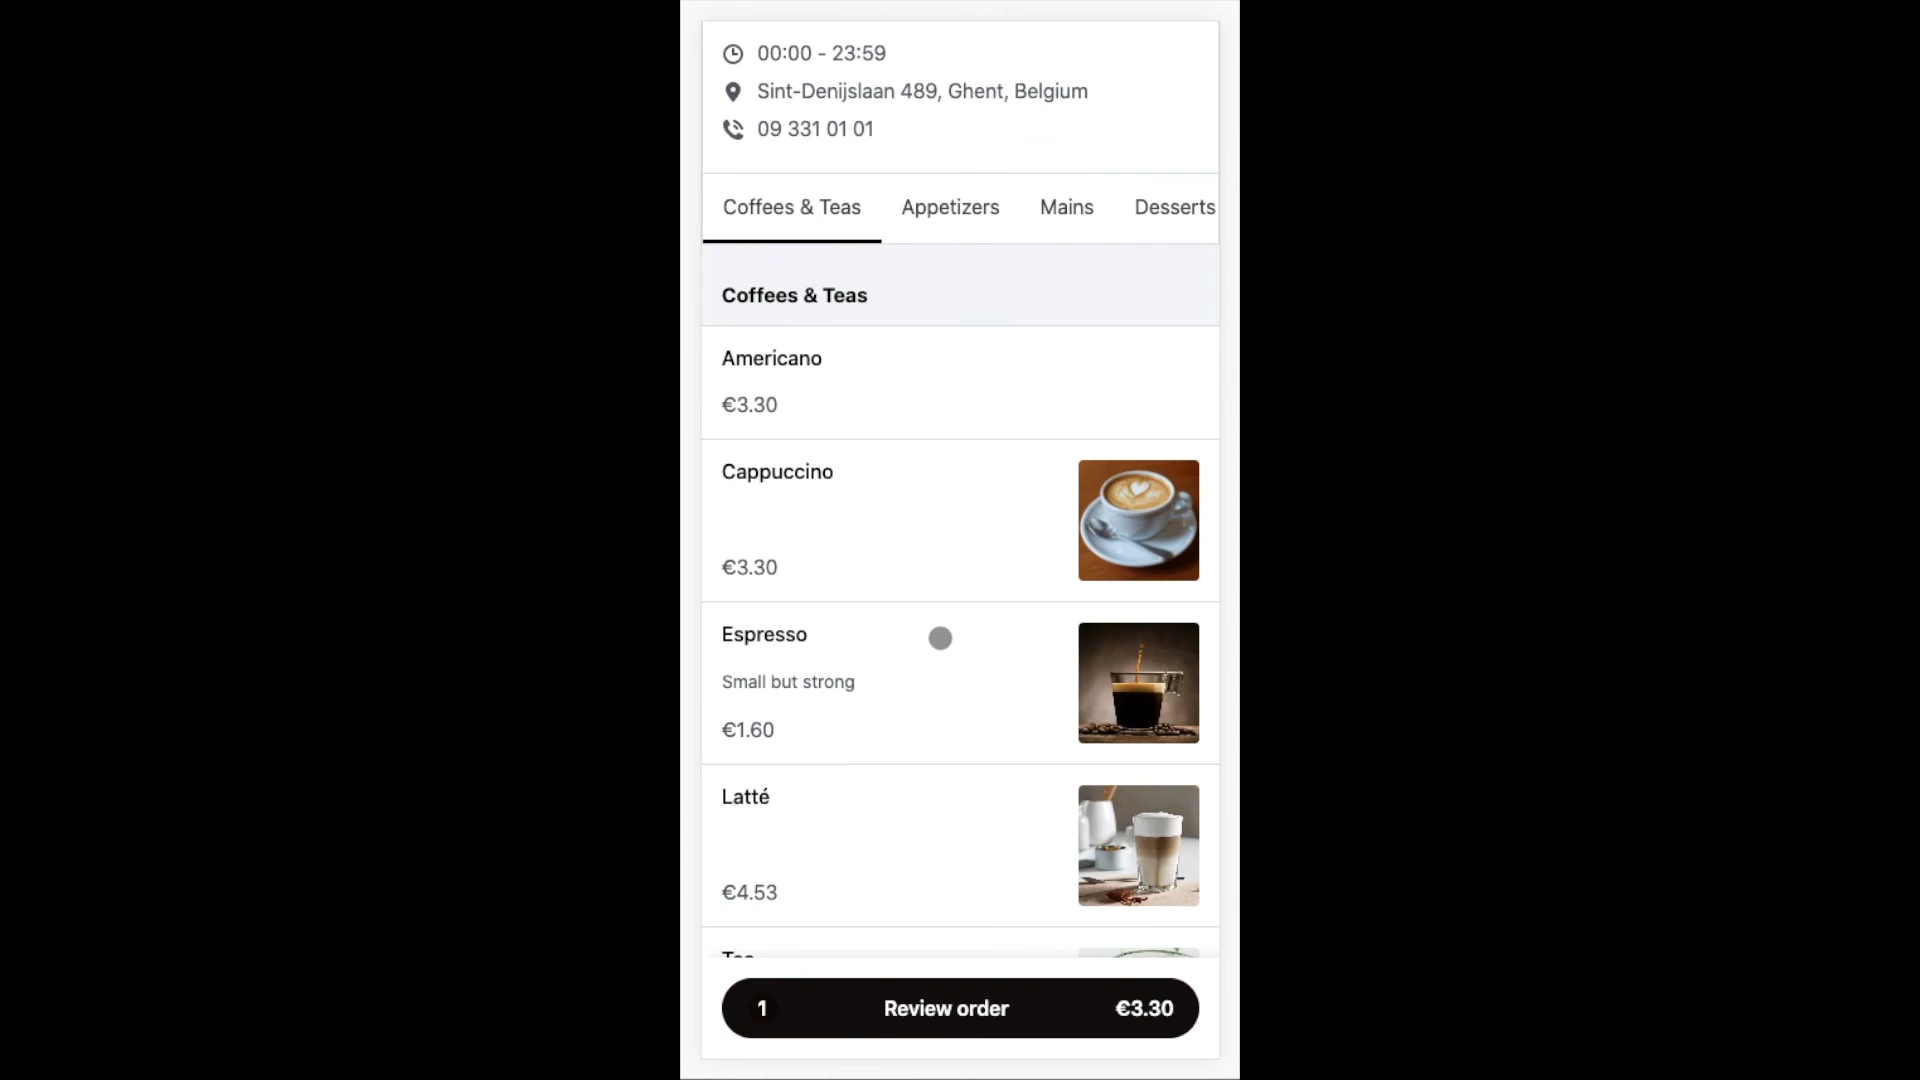 00:00 - 23:59
Sint-Denijslaan 489, Ghent, Belgium
09 331 01 01
Coffees & Teas Appetizers Mains Desserts
Coffees & Teas
Americano
€3.30
Cappuccino
€3.30
Espresso
Small but strong
€1.60
Latté
€4.53
1 Review order €3.30